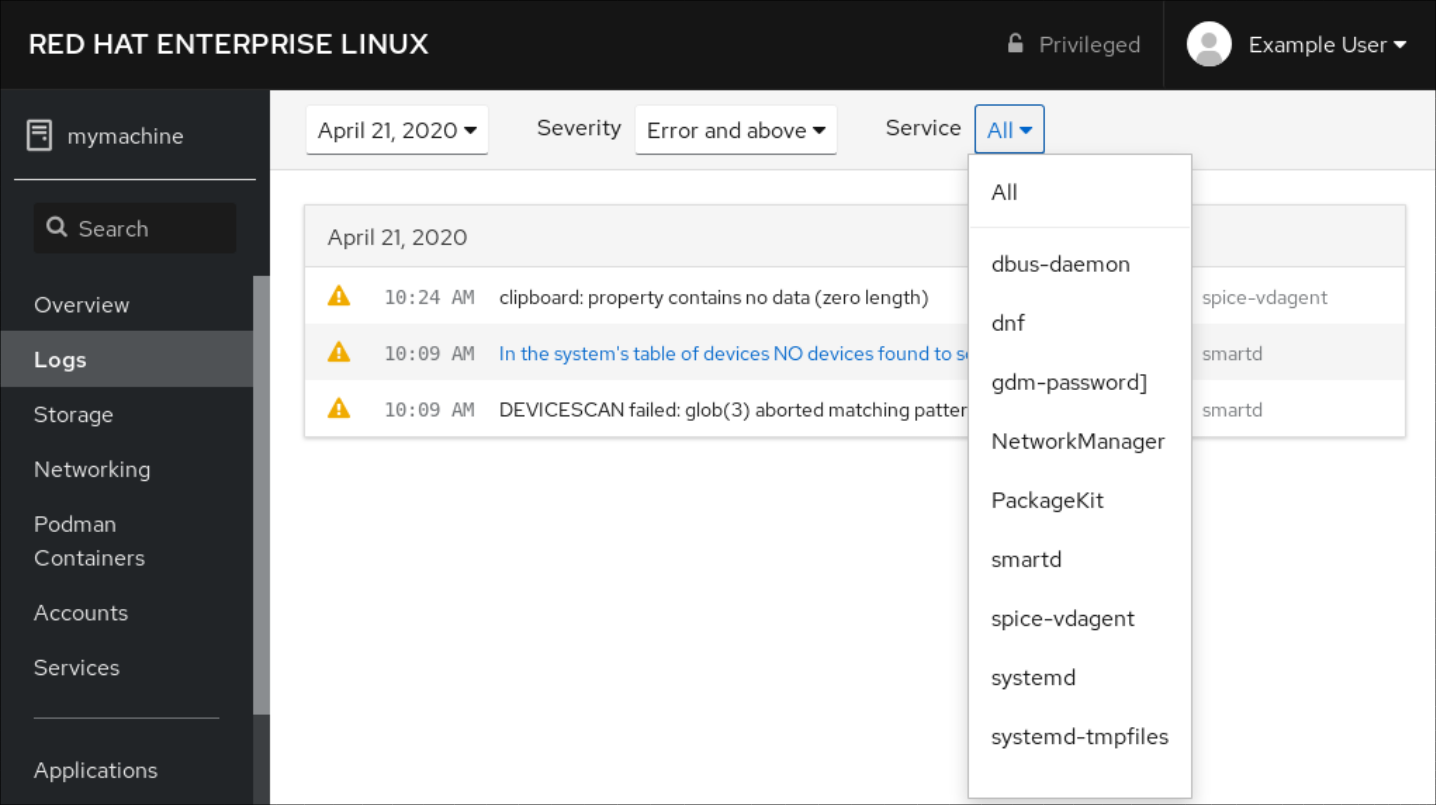 RED HAT ENTERPRISE LINUX
Privileged
Example User
mymachine
Search
Overview
Logs
Storage
Networking
Podman
Containers
Accounts
Services
Applications
April 21, 2020
Severity
Error and above
Service
All
All
dbus-daemon
dnf
gdm-password]
NetworkManager
PackageKit
smartd
spice-vdagent
systemd
systemd-tmpfiles
April 21, 2020
10:24 AM clipboard: property contains no data (zero length) spice-vdagent
10:09 AM In the system's table of devices NO devices found to smartd
10:09 AM DEVICESCAN failed: glob(3) aborted matching smartd